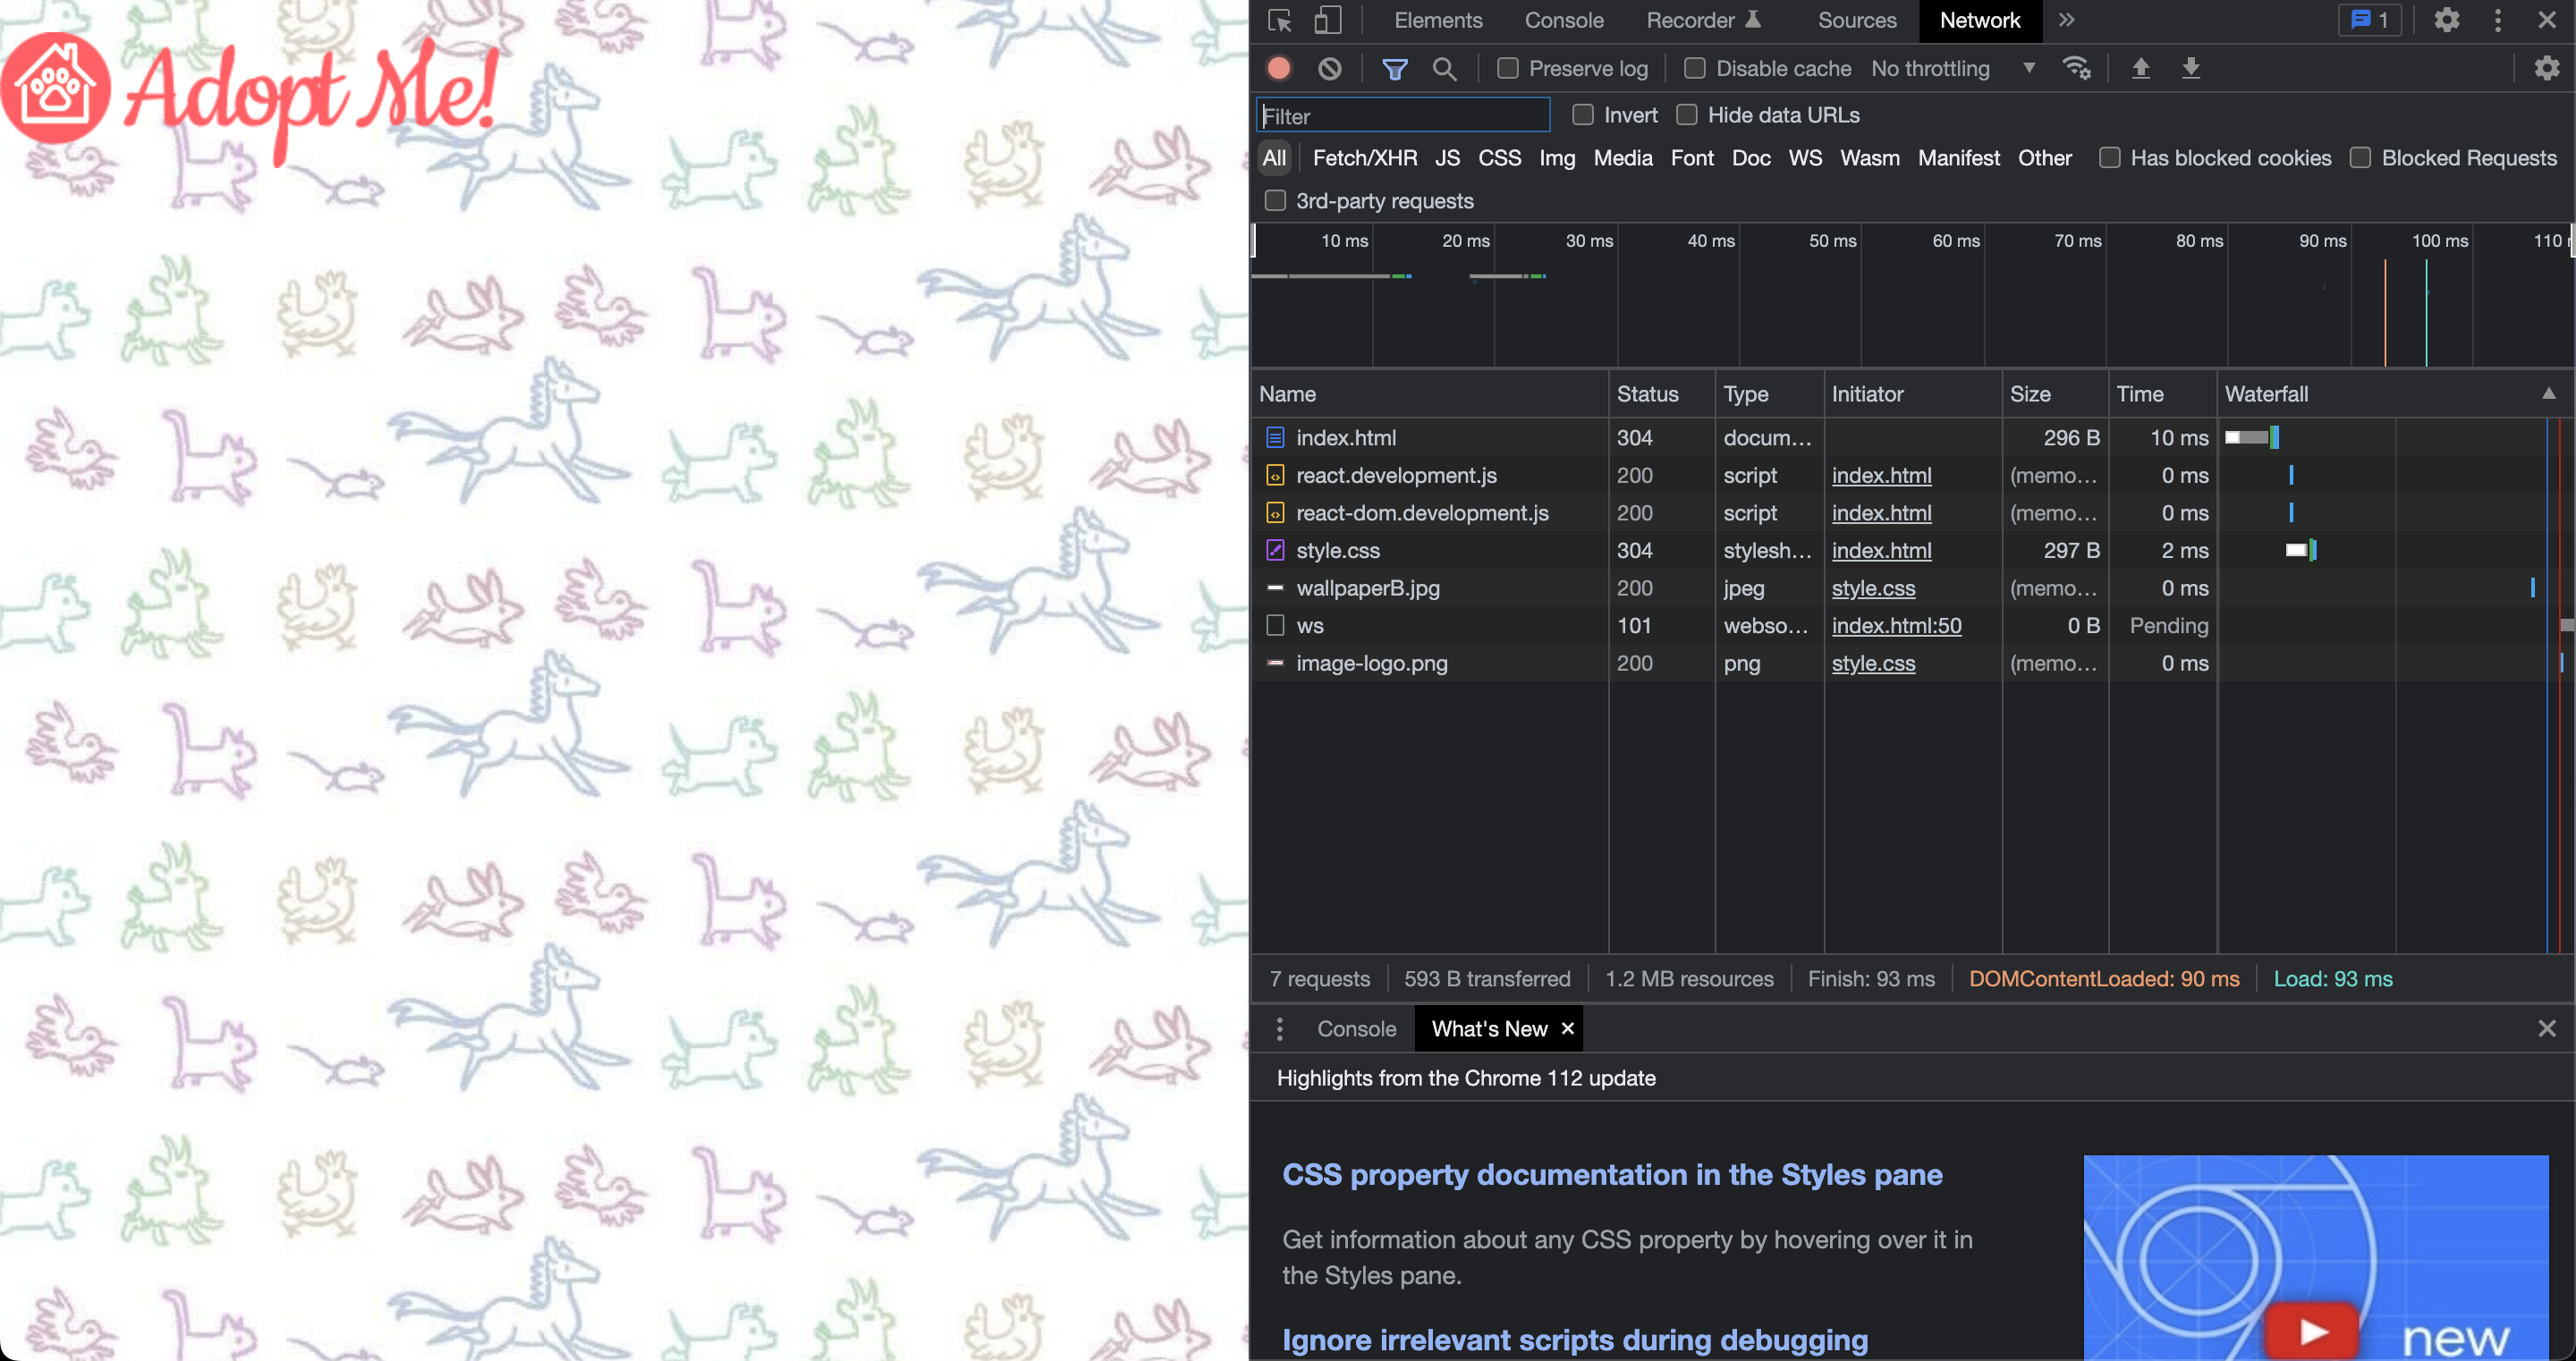 Adopt Me!
Elements Console Recorder Sources Network 1
Preserve log Disable cache No throttling
Filter Invert Hide data URLs
All Fetch/XHR JS CSS Img Media Font Doc WS Wasm Manifest Other Has blocked cookies Blocked Requests
3rd-party requests
10 ms 20 ms 30 ms 40 ms 50 ms 60 ms 70 ms 80 ms 90 ms 100 ms 110
Name Status Type Initiator Size Time Waterfall
index.html 304 docum... 296 B 10 ms
react.development.js 200 script index.html (memo... 0 ms
react-dom.development.js 200 script index.html (memo... 0 ms
style.css 304 stylesh... index.html 297 B 2 ms
wallpaperB.jpg 200 jpeg style.css (memo... 0 ms
ws 101 webso... index.html:50 0 B Pending
image-logo.png 200 png style.css (memo... 0 ms
7 requests 593 B transferred 1.2 MB resources Finish: 93 ms DOMContentLoaded: 90 ms Load: 93 ms
Console What's New
Highlights from the Chrome 112 update
CSS property documentation in the Styles pane
Get information about any CSS property by hovering over it in
the Styles pane.
Ignore irrelevant scripts during debugging
new